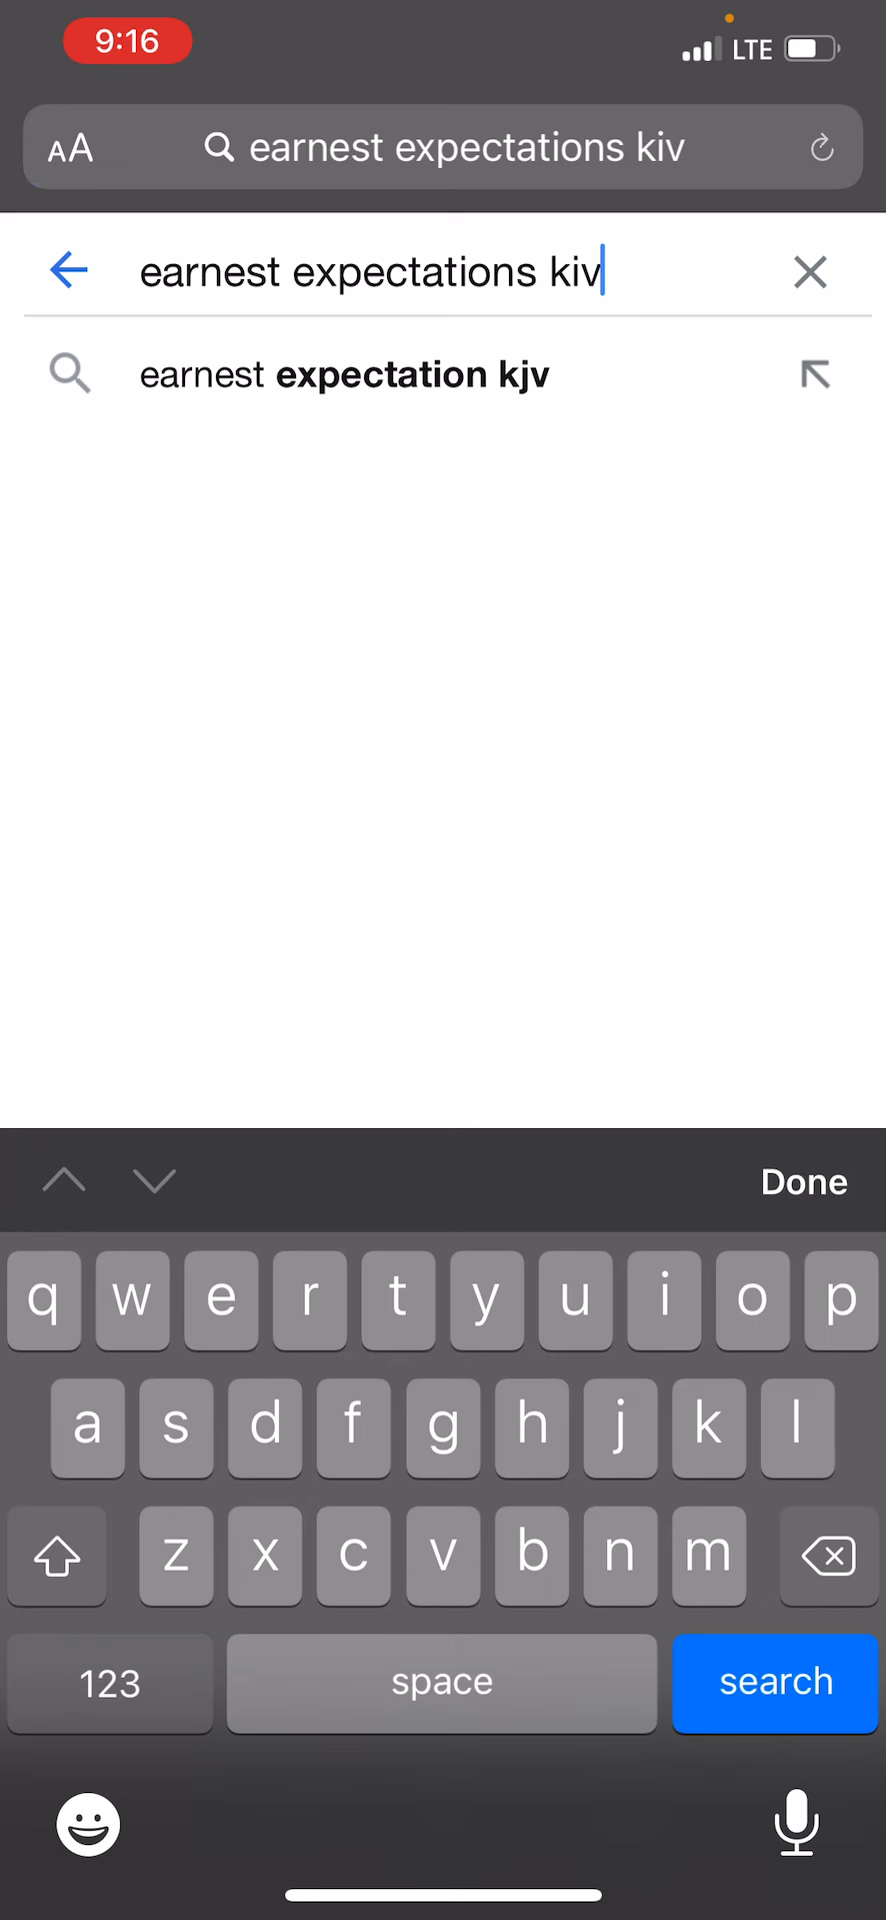 9:16
LTE
AA earnest expectations kiv
earnest expectations kiv
earnest expectation kjv
Done
q w e r t y u i o p
a s d f g h j k l
z x c v b n m
123 space search